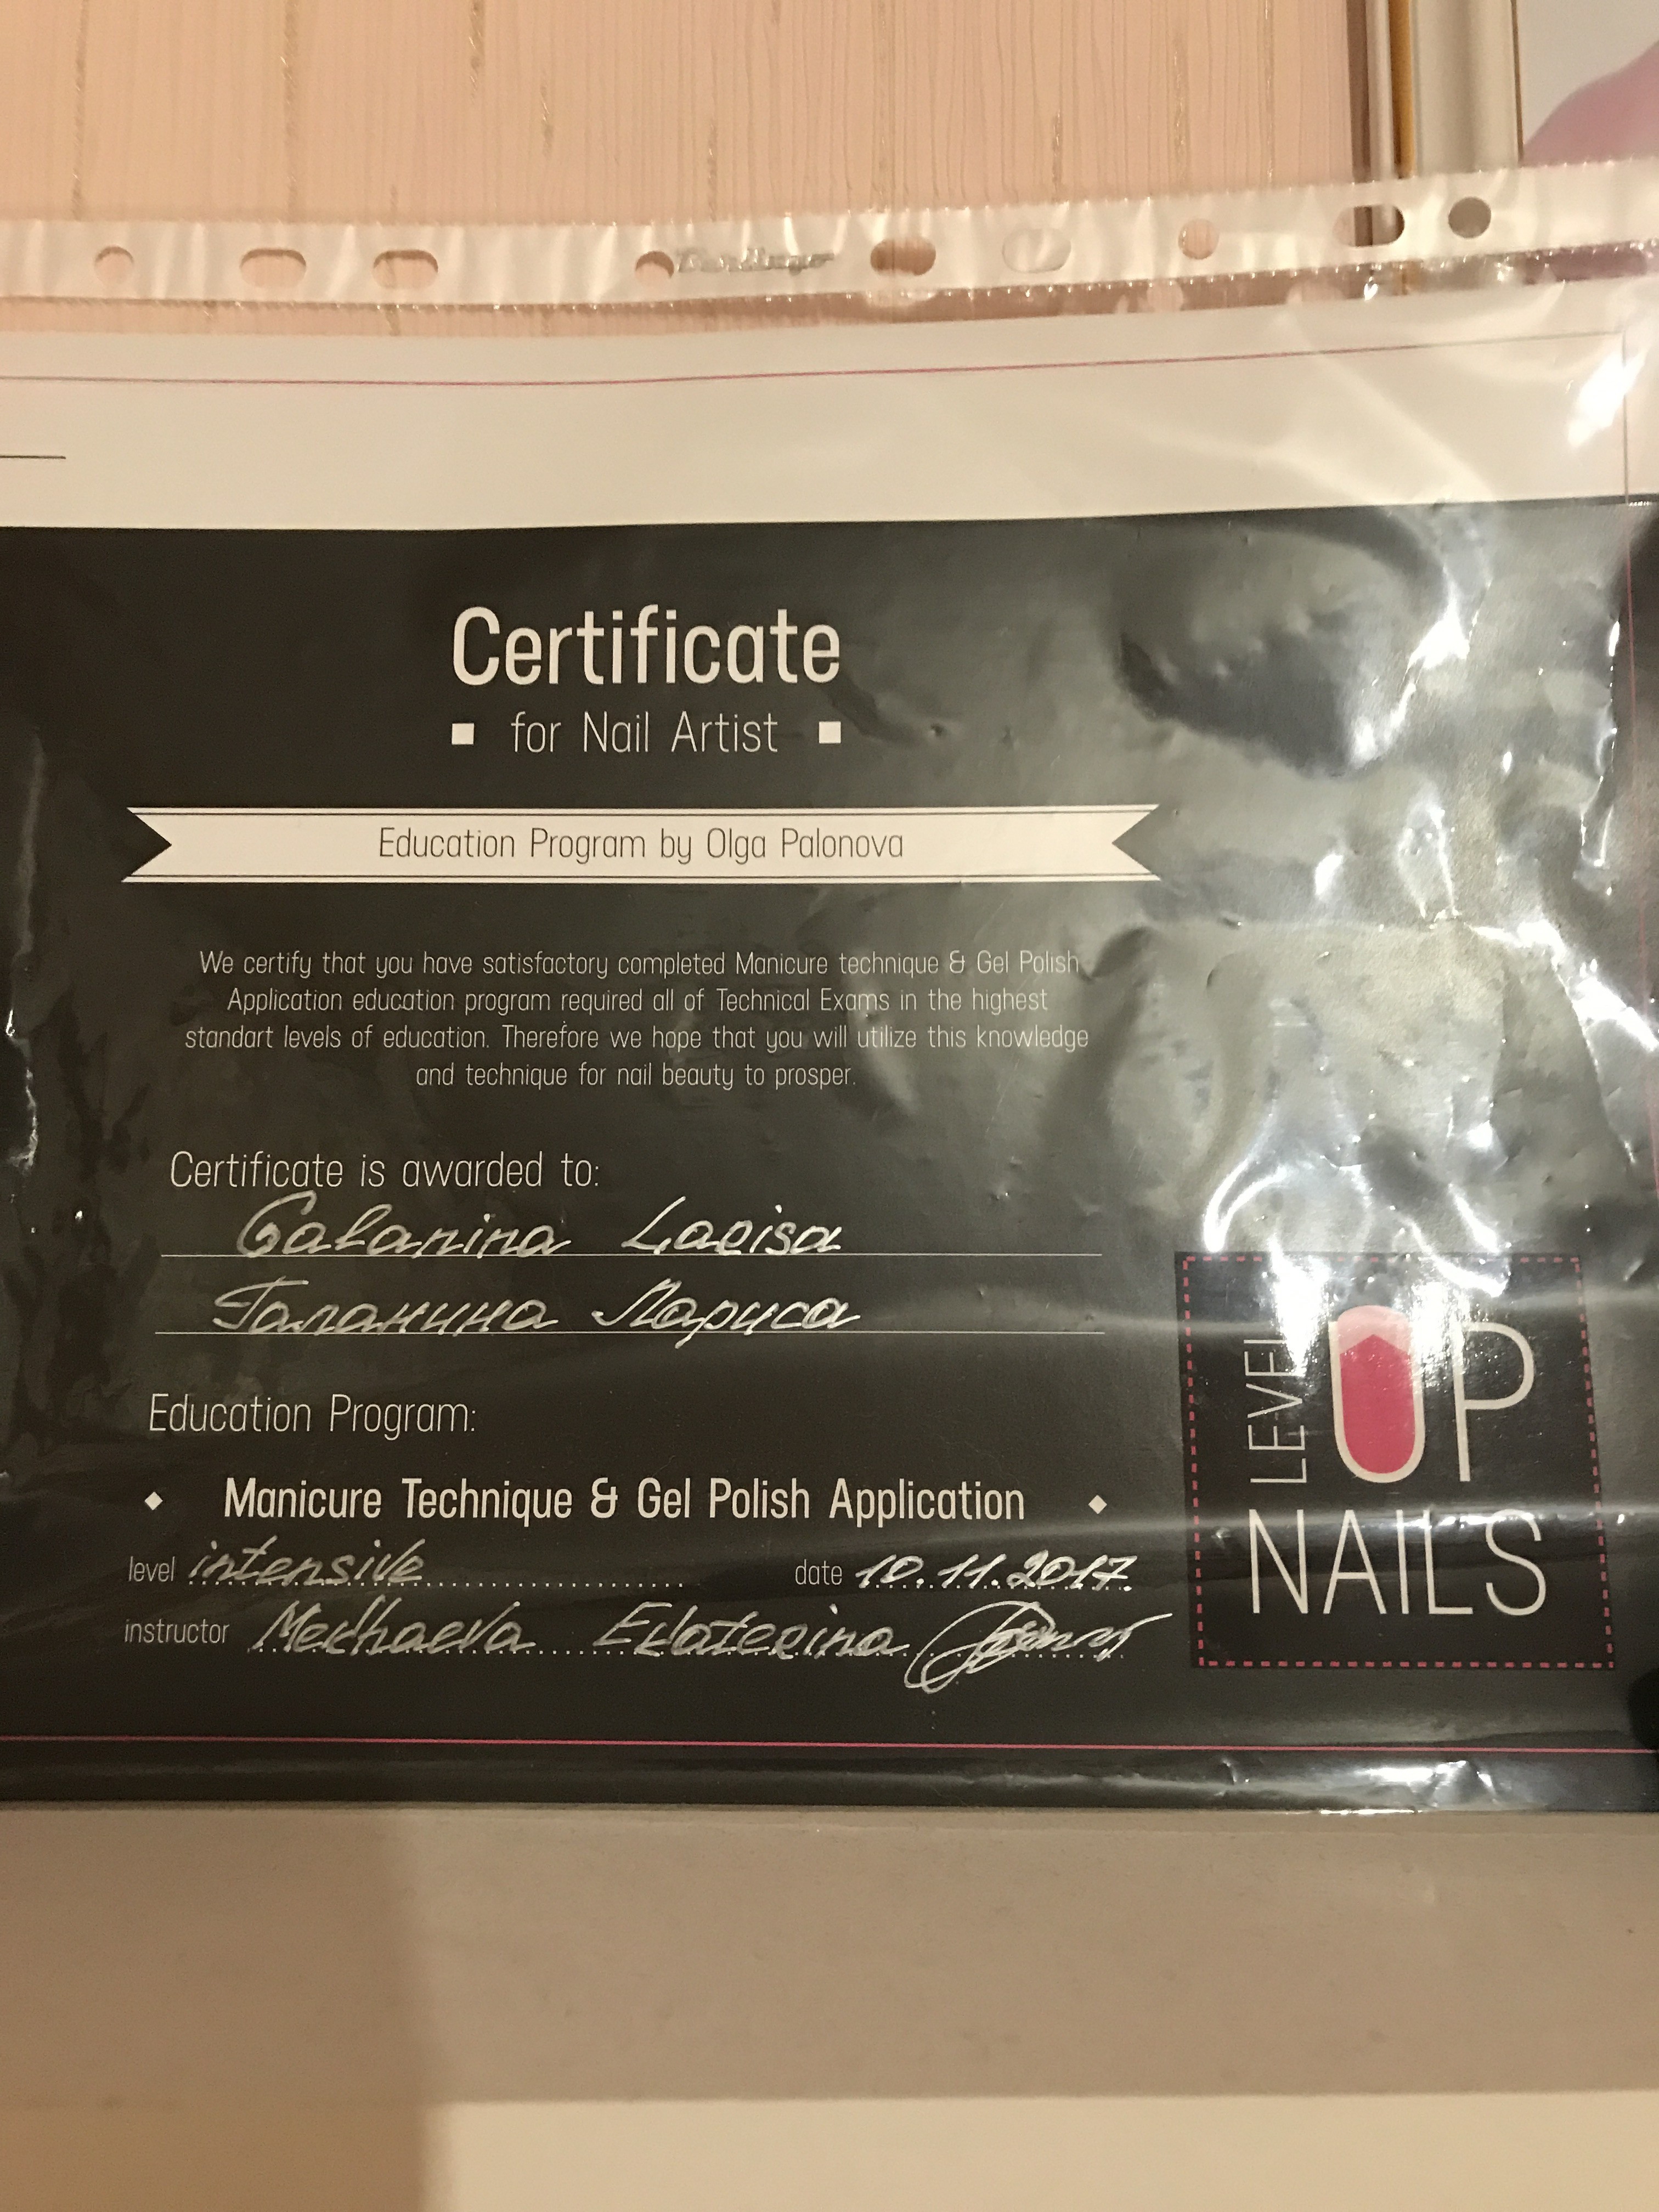 Berlingo
Certificate
for Nail Artist
Education Program by Olga Palonova
We certify that you have satisfactory completed Manicure technique & Gel Polish
Application education program required all of Technical Exams in the highest
standart levels of education. Therefore we hope that you will utilize this knowledge
and technique for nail beauty to prosper.
Certificate is awarded to:
Galanina Larisa
Галанина Лариса
Education Program:
Manicure Technique & Gel Polish Application
level intensive date 10.11.2017.
instructor Mechaeva Ekaterina
LEVEL UP
NAILS